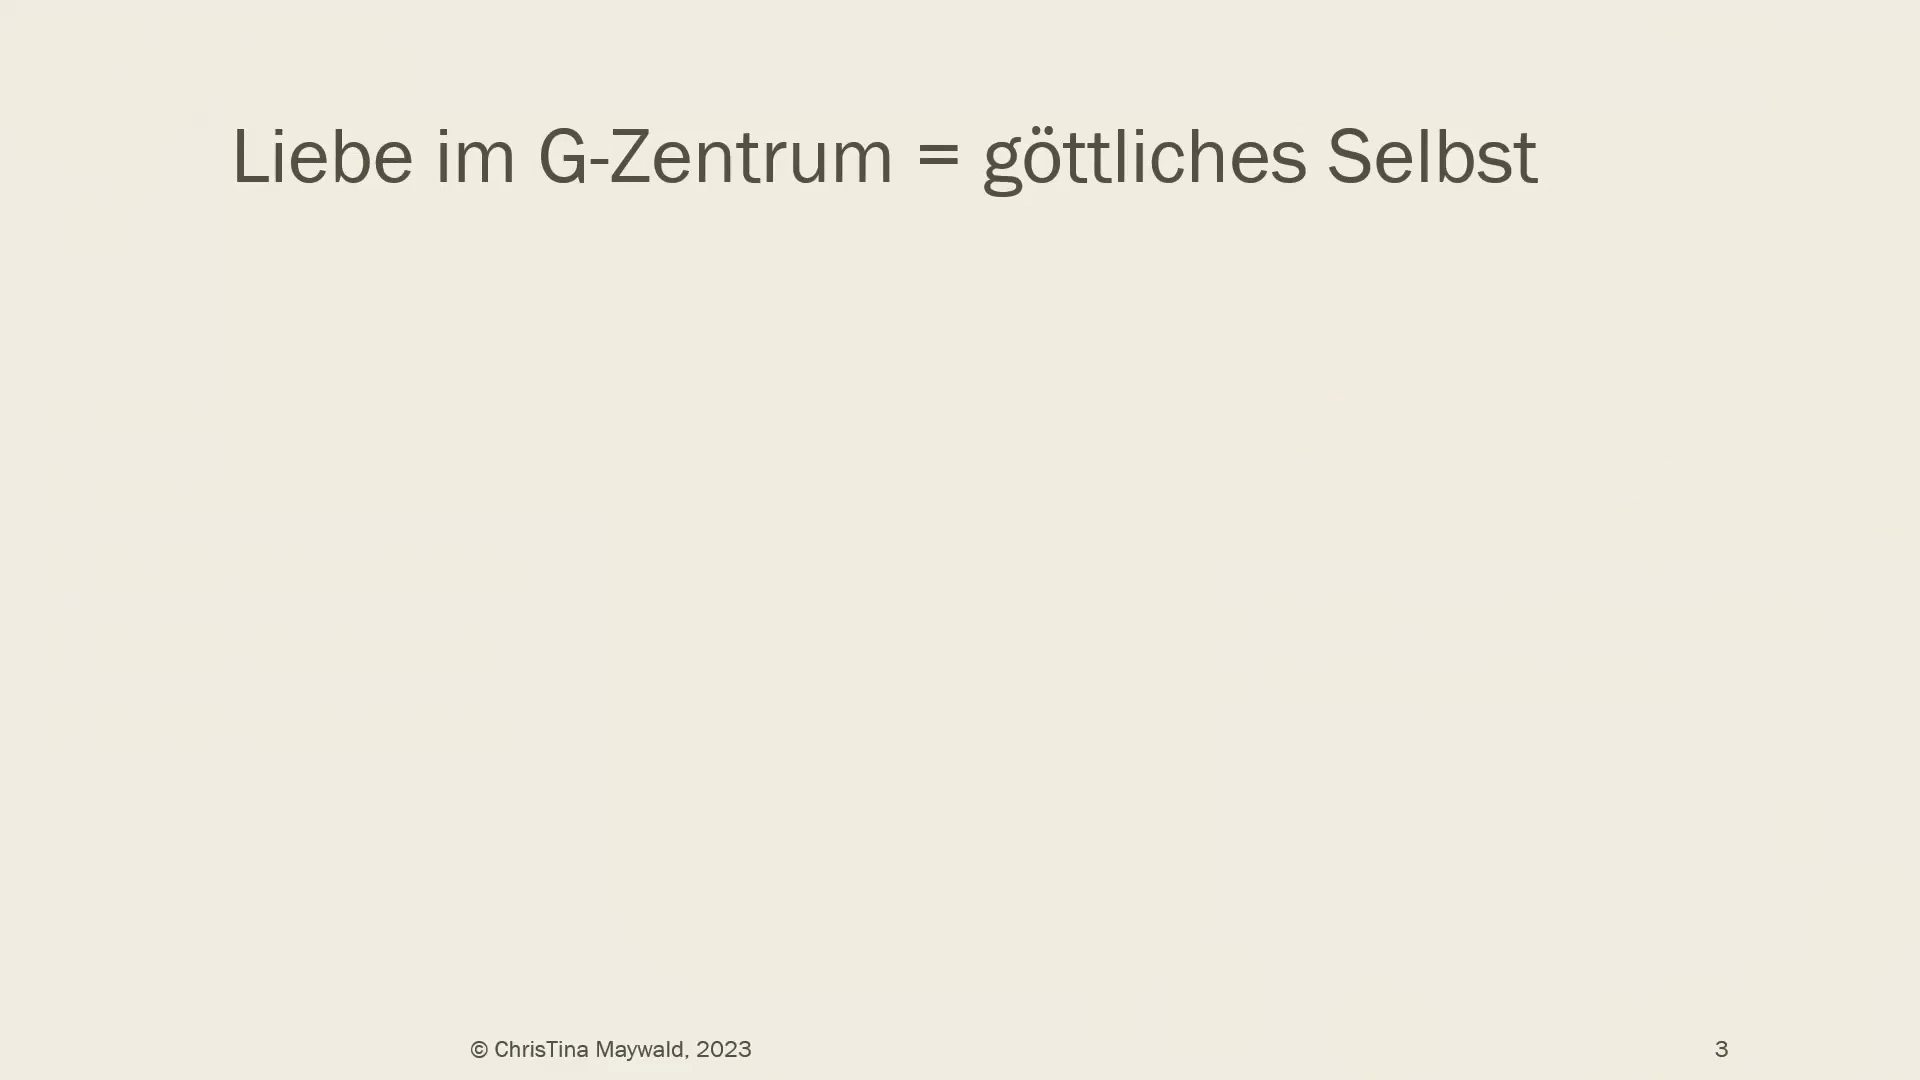 Liebe im G-Zentrum = göttliches Selbst
© ChrisTina Maywald, 2023
3